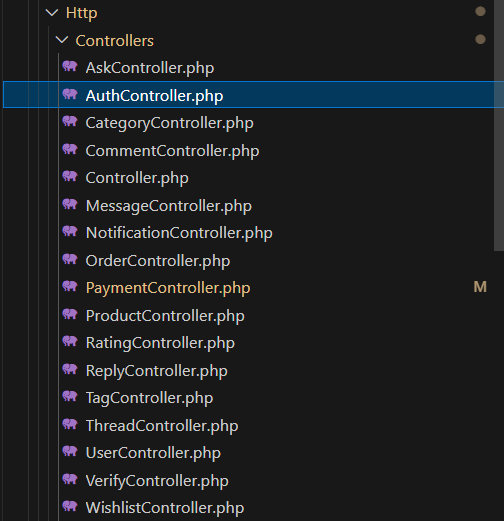 Http
Controllers
AskController.php
AuthController.php
CategoryController.php
CommentController.php
Controller.php
MessageController.php
NotificationController.php
OrderController.php
PaymentController.php M
ProductController.php
RatingController.php
ReplyController.php
TagController.php
ThreadController.php
UserController.php
VerifyController.php
WishlistController.php